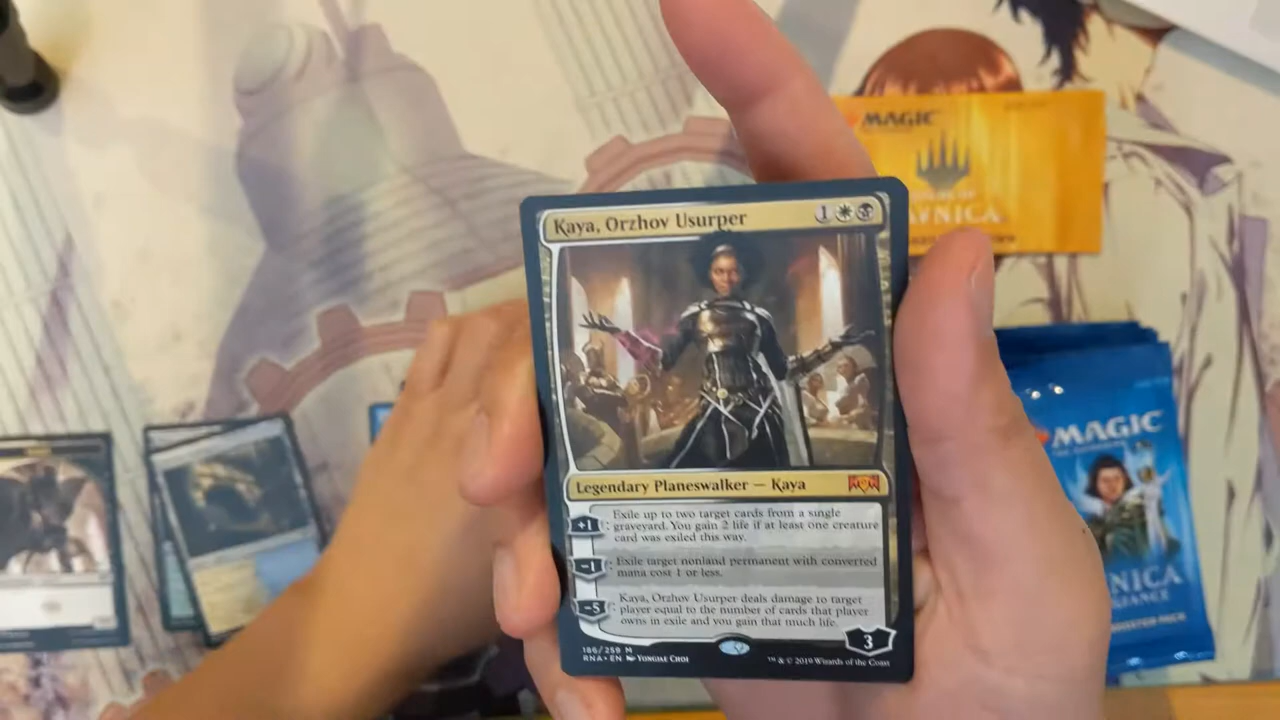 Kaya, Orzhov Usurper 1
Legendary Planeswalker — Kaya
+1: Exile up to two target cards from a single
graveyard. You gain 2 life if at least one creature
card was exiled this way.
−1: Exile target nonland permanent with converted
mana cost 1 or less.
−5: Kaya, Orzhov Usurper deals damage to target
player equal to the number of cards that player
owns in exile and you gain that much life.
3
186/259 M
RNA • EN Yongjae Choi
™ & © 2019 Wizards of the Coast
MAGIC
MAGIC
BOOSTER PACK